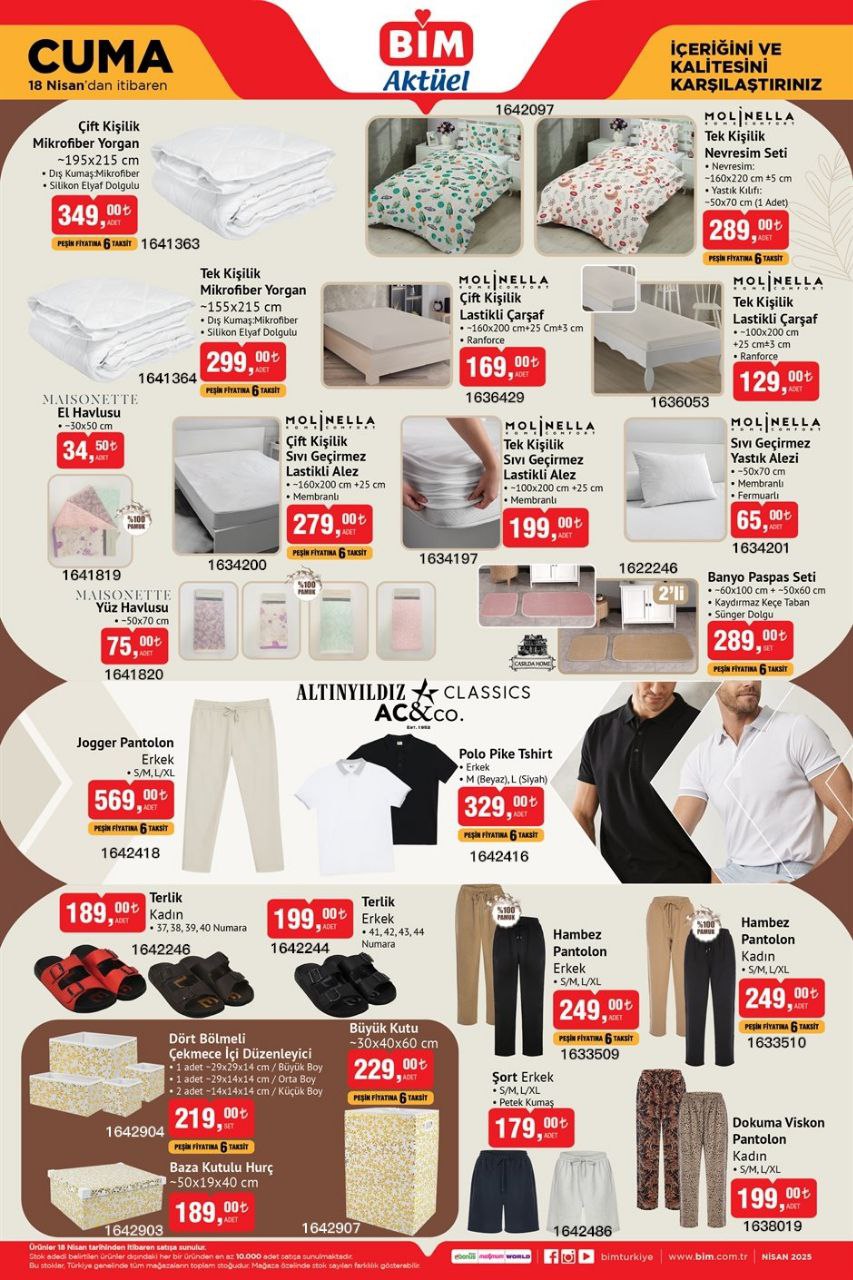 CUMA
18 Nisan'dan itibaren
BİM
Aktüel
İÇERİĞİNİ VE
KALİTESİNİ
KARŞILAŞTIRINIZ
Çift Kişilik
Mikrofiber Yorgan
~195x215 cm
• Dış Kumaş:Mikrofiber
• Silikon Elyaf Dolgulu
349,00₺
ADET
PEŞİN FİYATINA 6 TAKSİT
1641363
1642097
MOLINELLA
HOME COMFORT
Tek Kişilik
Nevresim Seti
• Nevresim:
~160x220 cm ±5 cm
• Yastık Kılıfı:
~50x70 cm (1 Adet)
289,00₺
ADET
PEŞİN FİYATINA 6 TAKSİT
Tek Kişilik
Mikrofiber Yorgan
~155x215 cm
• Dış Kumaş:Mikrofiber
• Silikon Elyaf Dolgulu
299,00₺
ADET
PEŞİN FİYATINA 6 TAKSİT
1641364
MOLINELLA
HOME COMFORT
Çift Kişilik
Lastikli Çarşaf
• ~160x200 cm+25 Cm±3 cm
• Ranforce
169,00₺
ADET
1636429
MOLINELLA
HOME COMFORT
Tek Kişilik
Lastikli Çarşaf
• ~100x200 cm
+25 cm±3 cm
• Ranforce
129,00₺
ADET
1636053
MAISONETTE
El Havlusu
• ~30x50 cm
34,50₺
ADET
%100
PAMUK
1641819
MOLINELLA
HOME COMFORT
Çift Kişilik
Sıvı Geçirmez
Lastikli Alez
• ~160x200 cm +25 cm
• Membranlı
279,00₺
ADET
PEŞİN FİYATINA 6 TAKSİT
1634200
MOLINELLA
HOME COMFORT
Tek Kişilik
Sıvı Geçirmez
Lastikli Alez
• ~100x200 cm +25 cm
• Membranlı
199,00₺
ADET
1634197
MOLINELLA
HOME COMFORT
Sıvı Geçirmez
Yastık Alezi
• ~50x70 cm
• Membranlı
• Fermuarlı
65,00₺
ADET
1634201
MAISONETTE
Yüz Havlusu
• ~50x70 cm
75,00₺
ADET
1641820
%100
PAMUK
1622246
2'li
CASILDA HOME
Banyo Paspas Seti
• ~60x100 cm + ~50x60 cm
• Kaydırmaz Keçe Taban
• Sünger Dolgu
289,00₺
SET
PEŞİN FİYATINA 6 TAKSİT
ALTINYILDIZ CLASSICS
AC&CO.
EST. 1952
Jogger Pantolon
Erkek
• S/M, L/XL
569,00₺
ADET
PEŞİN FİYATINA 6 TAKSİT
1642418
Polo Pike Tshirt
• Erkek
• M (Beyaz), L (Siyah)
329,00₺
ADET
PEŞİN FİYATINA 6 TAKSİT
1642416
189,00₺
ADET
Terlik
Kadın
• 37, 38, 39, 40 Numara
1642246
199,00₺
ADET
Terlik
Erkek
• 41, 42, 43, 44
Numara
1642244
%100
PAMUK
Hambez
Pantolon
Erkek
• S/M, L/XL
249,00₺
ADET
PEŞİN FİYATINA 6 TAKSİT
1633509
%100
PAMUK
Hambez
Pantolon
Kadın
• S/M, L/XL
249,00₺
ADET
PEŞİN FİYATINA 6 TAKSİT
1633510
Dört Bölmeli
Çekmece İçi Düzenleyici
• 1 adet ~29x29x14 cm / Büyük Boy
• 1 adet ~29x14x14 cm / Orta Boy
• 2 adet ~14x14x14 cm / Küçük Boy
219,00₺
SET
PEŞİN FİYATINA 6 TAKSİT
1642904
Büyük Kutu
~30x40x60 cm
229,00₺
ADET
PEŞİN FİYATINA 6 TAKSİT
1642907
Baza Kutulu Hurç
~50x19x40 cm
189,00₺
ADET
1642903
Şort Erkek
• S/M, L/XL
• Petek Kumaş
179,00₺
ADET
1642486
Dokuma Viskon
Pantolon
Kadın
• S/M, L/XL
199,00₺
ADET
1638019
Ürünler 18 Nisan tarihinden itibaren satışa sunulur.
Stok adedi belirtilen ürünler dışındaki her bir üründen en az 10.000 adet satışa sunulmaktadır.
Bu stoklar, Türkiye genelinde tüm mağazaların toplam stoğudur. Mağaza özelinde stok sayıları farklılık gösterebilir.
ebonus maximum WORLD
bimturkiye
www.bim.com.tr
NİSAN 2025